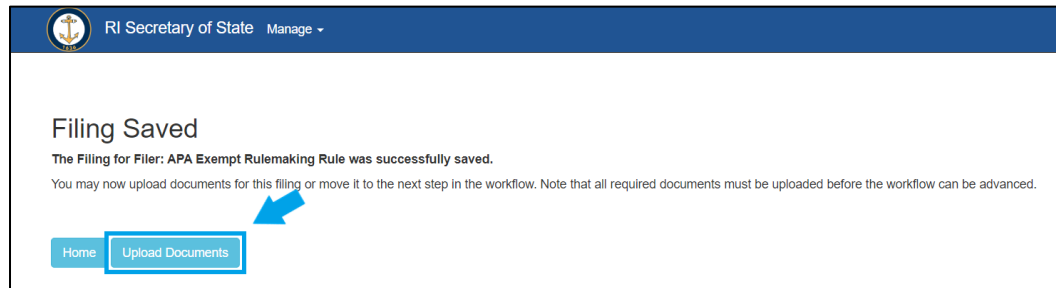 RI Secretary of State Manage
1636
Filing Saved
The Filing for Filer: APA Exempt Rulemaking Rule was successfully saved.
You may now upload documents for this filing or move it to the next step in the workflow. Note that all required documents must be uploaded before the workflow can be advanced.
Home Upload Documents